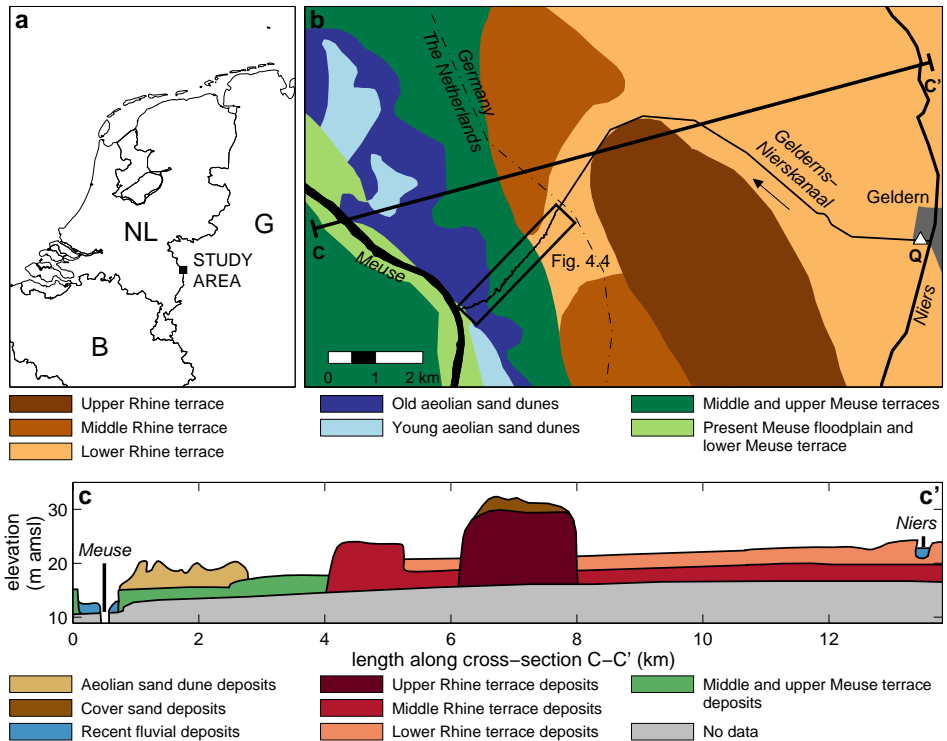 a
NL
G
B
STUDY
AREA
b
Germany
The Netherlands
C'
Gelderns–
Nierskanaal
Geldern
Q
Niers
C
Meuse
Fig. 4.4
0 1 2 km
Upper Rhine terrace
Middle Rhine terrace
Lower Rhine terrace
Old aeolian sand dunes
Young aeolian sand dunes
Middle and upper Meuse terraces
Present Meuse floodplain and
lower Meuse terrace
c
c'
Meuse
Niers
elevation
(m amsl)
30
20
10
0 2 4 6 8 10 12
length along cross−section C−C' (km)
Aeolian sand dune deposits
Cover sand deposits
Recent fluvial deposits
Upper Rhine terrace deposits
Middle Rhine terrace deposits
Lower Rhine terrace deposits
Middle and upper Meuse terrace
deposits
No data